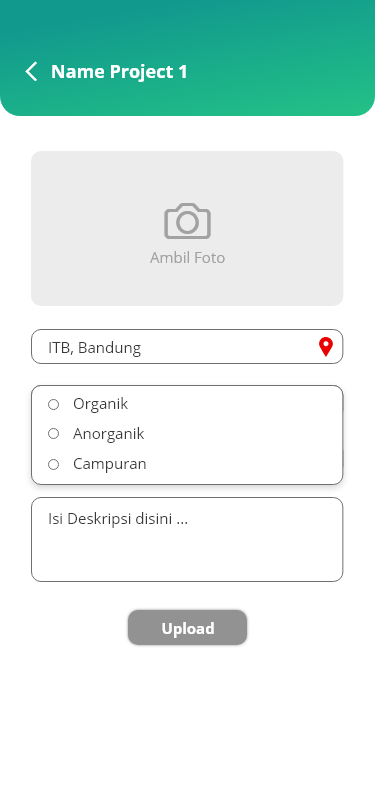 Name Project 1
Ambil Foto
ITB, Bandung
Organik
Anorganik
Campuran
Isi Deskripsi disini ...
Upload